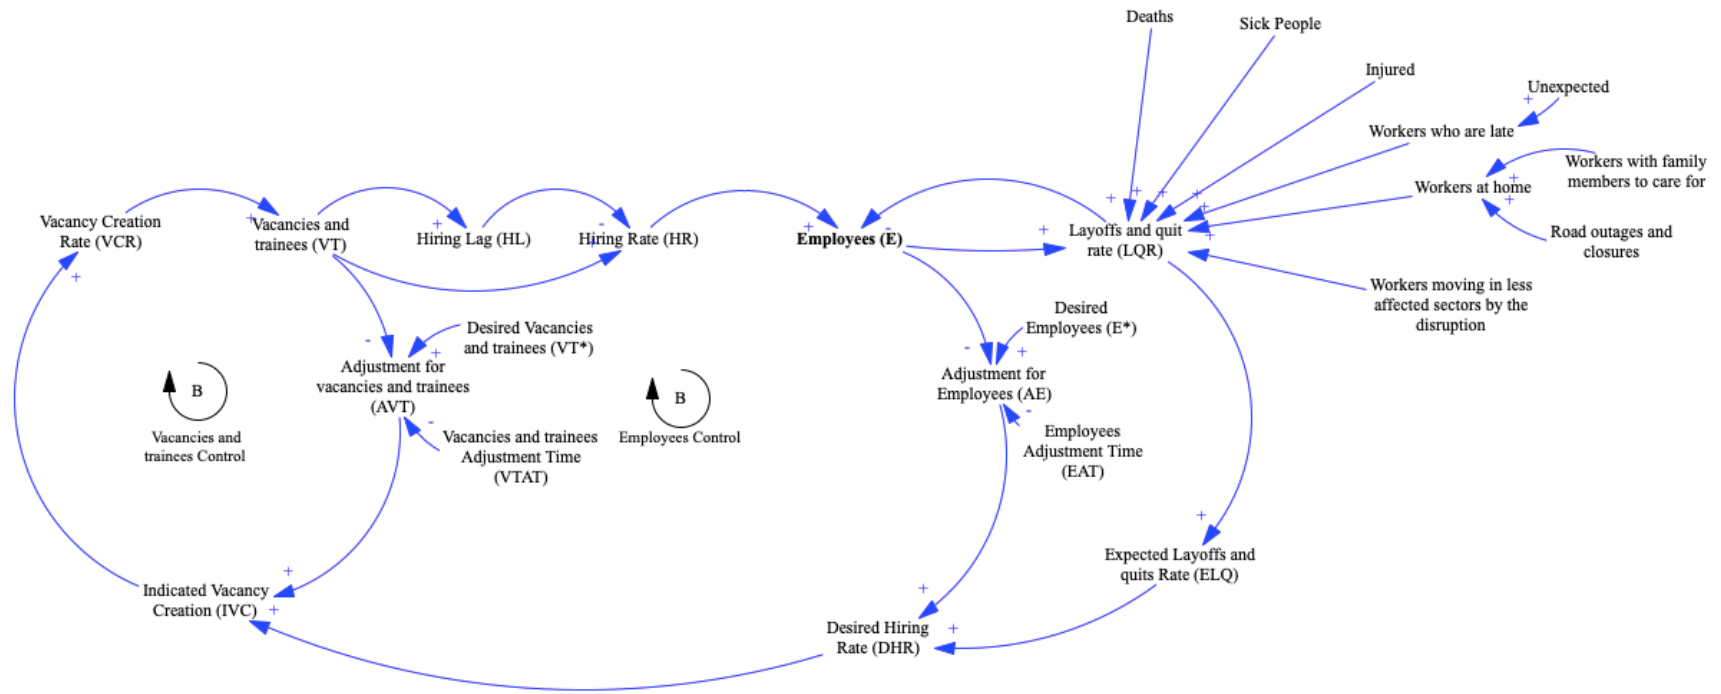 Deaths
Sick People
Injured
Unexpected
+
Workers who are late
Workers with family
members to care for
+
Workers at home
+
Road outages and
closures
Workers moving in less
affected sectors by the
disruption
+
+
+
+
+
+
Layoffs and quit
rate (LQR)
+
Vacancy Creation
Rate (VCR)
+
+
Vacancies and
trainees (VT)
+
Hiring Lag (HL)
-
+
Hiring Rate (HR)
+
Employees (E)
-
Desired Vacancies
and trainees (VT*)
-
+
Adjustment for
vacancies and trainees
(AVT)
-
Vacancies and trainees
Adjustment Time
(VTAT)
Desired
Employees (E*)
-
+
Adjustment for
Employees (AE)
-
Employees
Adjustment Time
(EAT)
B
Vacancies and
trainees Control
B
Employees Control
+
Expected Layoffs and
quits Rate (ELQ)
+
Indicated Vacancy
Creation (IVC)
+
+
Desired Hiring
Rate (DHR)
+